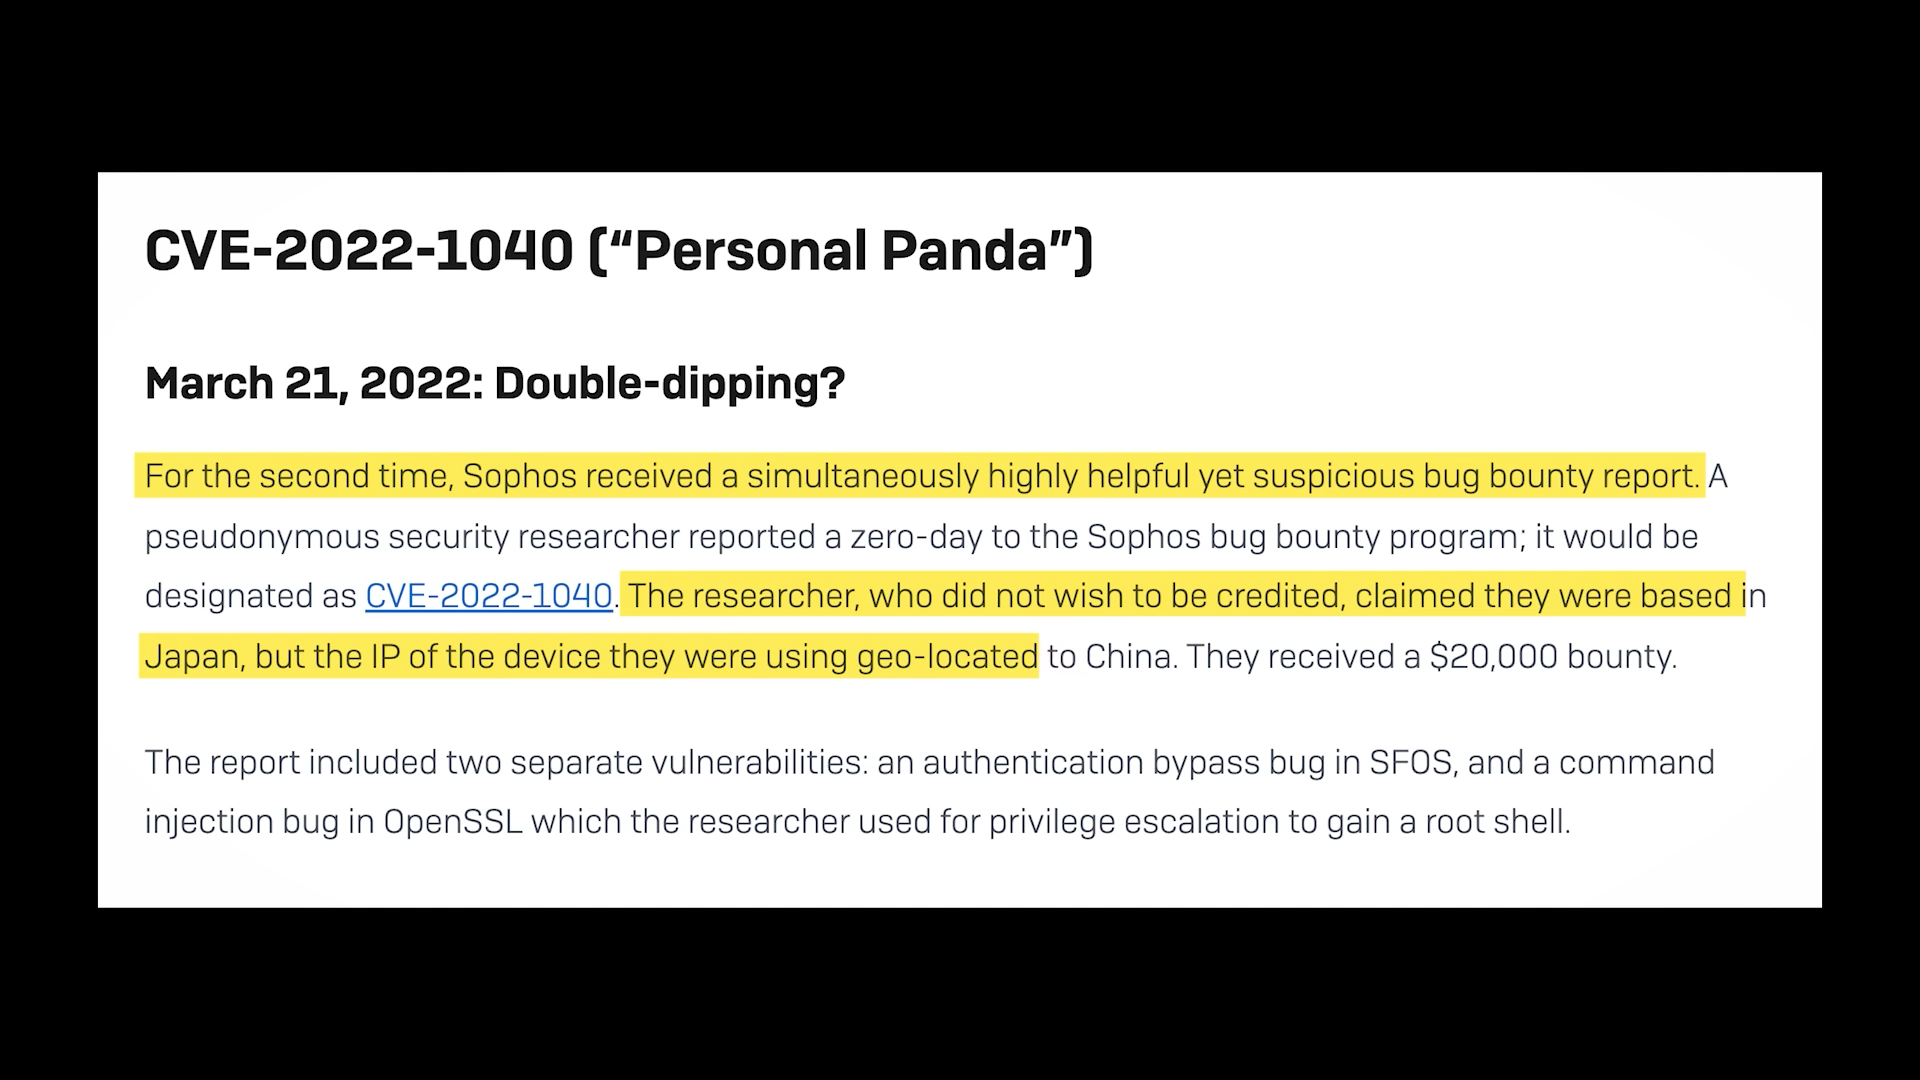 CVE-2022-1040 (“Personal Panda”)
March 21, 2022: Double-dipping?
For the second time, Sophos received a simultaneously highly helpful yet suspicious bug bounty report. A
pseudonymous security researcher reported a zero-day to the Sophos bug bounty program; it would be
designated as CVE-2022-1040. The researcher, who did not wish to be credited, claimed they were based in
Japan, but the IP of the device they were using geo-located to China. They received a $20,000 bounty.
The report included two separate vulnerabilities: an authentication bypass bug in SFOS, and a command
injection bug in OpenSSL which the researcher used for privilege escalation to gain a root shell.